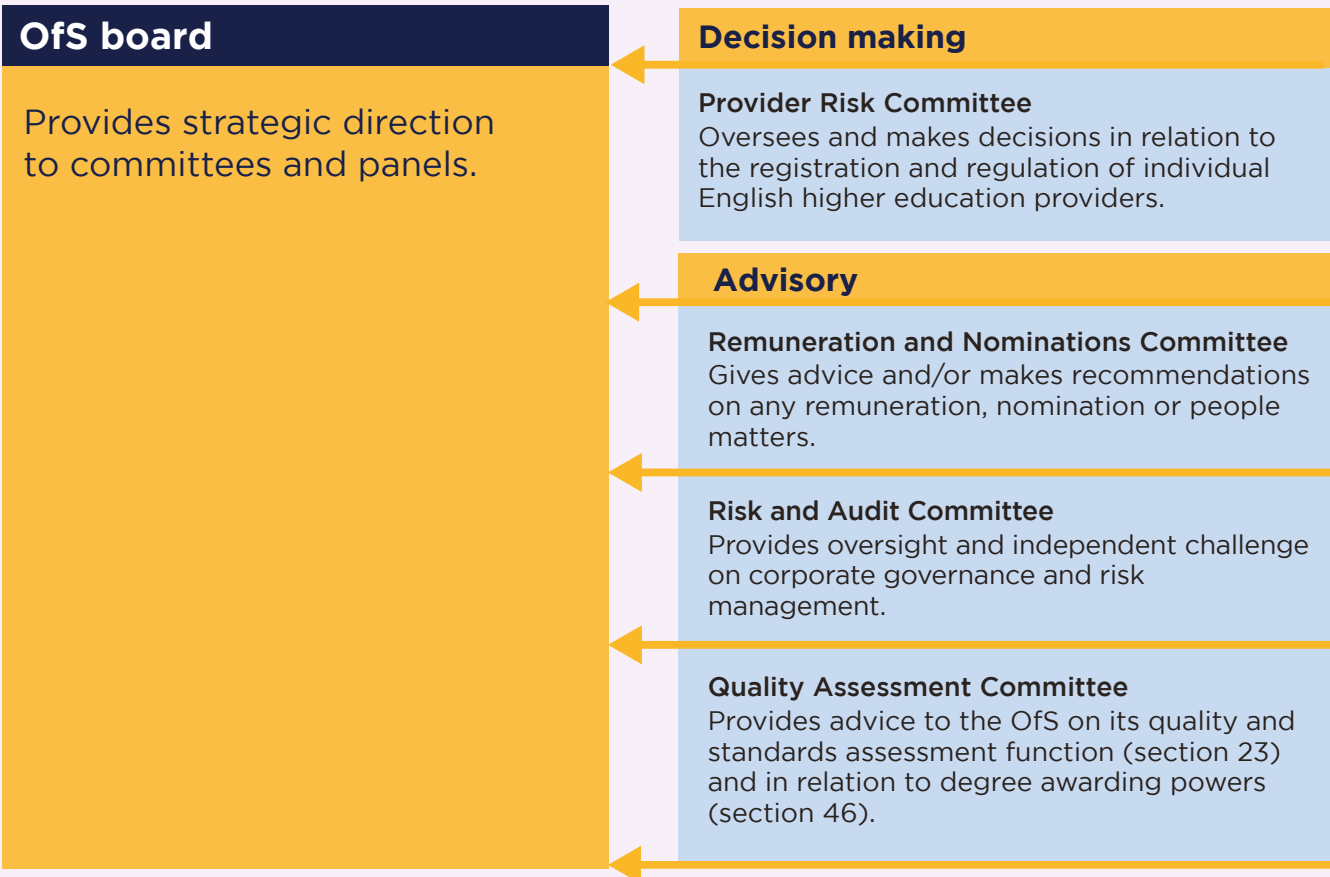 OfS board
Provides strategic direction
to committees and panels.
Decision making
Provider Risk Committee
Oversees and makes decisions in relation to
the registration and regulation of individual
English higher education providers.
Advisory
Remuneration and Nominations Committee
Gives advice and/or makes recommendations
on any remuneration, nomination or people
matters.
Risk and Audit Committee
Provides oversight and independent challenge
on corporate governance and risk
management.
Quality Assessment Committee
Provides advice to the OfS on its quality and
standards assessment function (section 23)
and in relation to degree awarding powers
(section 46).